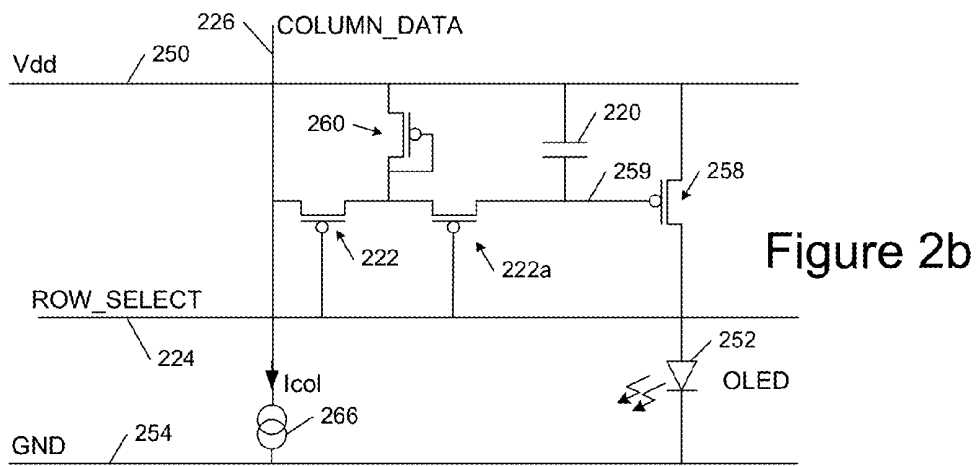 226
COLUMN_DATA
Vdd
250
260
220
259
258
222
222a
Figure 2b
ROW_SELECT
224
252
Icol
OLED
266
GND
254